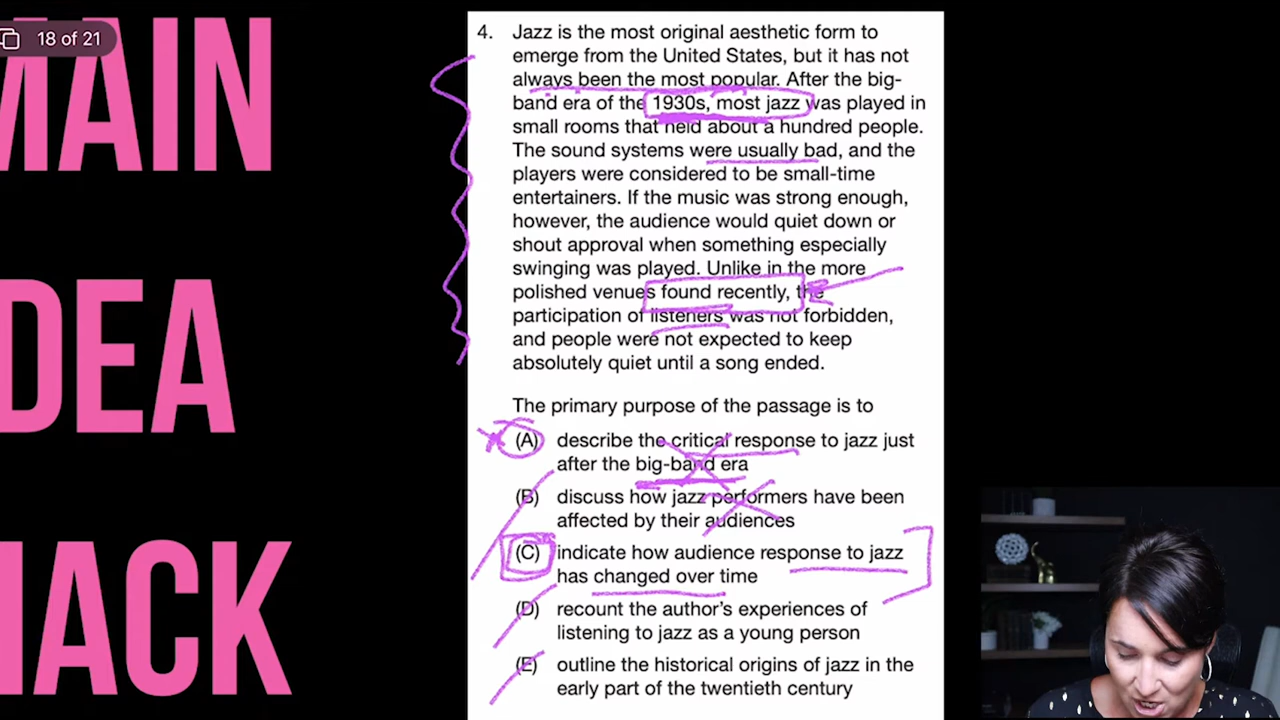 18 of 21
MAIN
IDEA
HACK
4. Jazz is the most original aesthetic form to
emerge from the United States, but it has not
always been the most popular. After the big-
band era of the 1930s, most jazz was played in
small rooms that held about a hundred people.
The sound systems were usually bad, and the
players were considered to be small-time
entertainers. If the music was strong enough,
however, the audience would quiet down or
shout approval when something especially
swinging was played. Unlike in the more
polished venues found recently, the
participation of listeners was not forbidden,
and people were not expected to keep
absolutely quiet until a song ended.
The primary purpose of the passage is to
(A) describe the critical response to jazz just
after the big-band era
(B) discuss how jazz performers have been
affected by their audiences
(C) indicate how audience response to jazz
has changed over time
(D) recount the author's experiences of
listening to jazz as a young person
(E) outline the historical origins of jazz in the
early part of the twentieth century